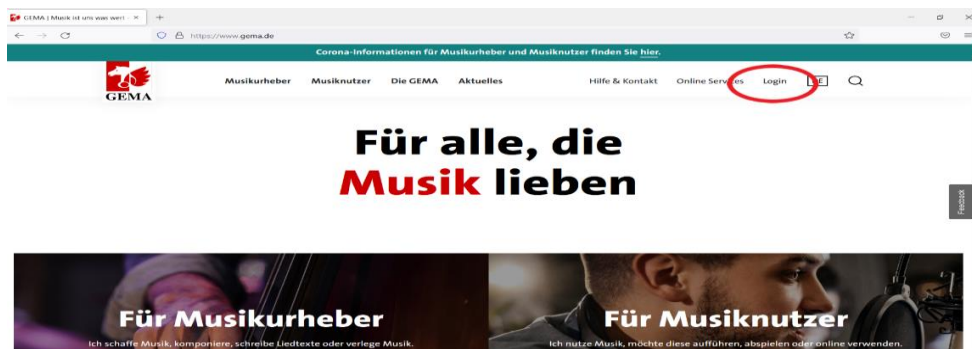 GEMA | Musik ist uns was wert -
https://www.gema.de
Corona-Informationen für Musikurheber und Musiknutzer finden Sie hier.
GEMA
Musikurheber Musiknutzer Die GEMA Aktuelles Hilfe & Kontakt Online Services Login DE
Für alle, die
Musik lieben
Feedback
Für Musikurheber
Ich schaffe Musik, komponiere, schreibe Liedtexte oder verlege Musik.
Für Musiknutzer
Ich nutze Musik, möchte diese aufführen, abspielen oder online verwenden.